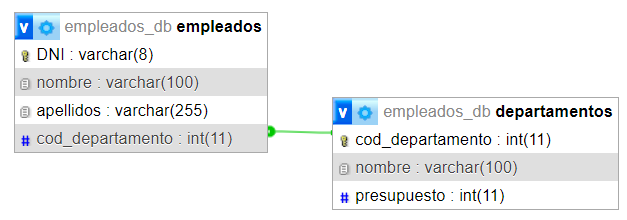 v empleados_db empleados
DNI : varchar(8)
nombre : varchar(100)
apellidos : varchar(255)
# cod_departamento : int(11)
v empleados_db departamentos
cod_departamento : int(11)
nombre : varchar(100)
# presupuesto : int(11)